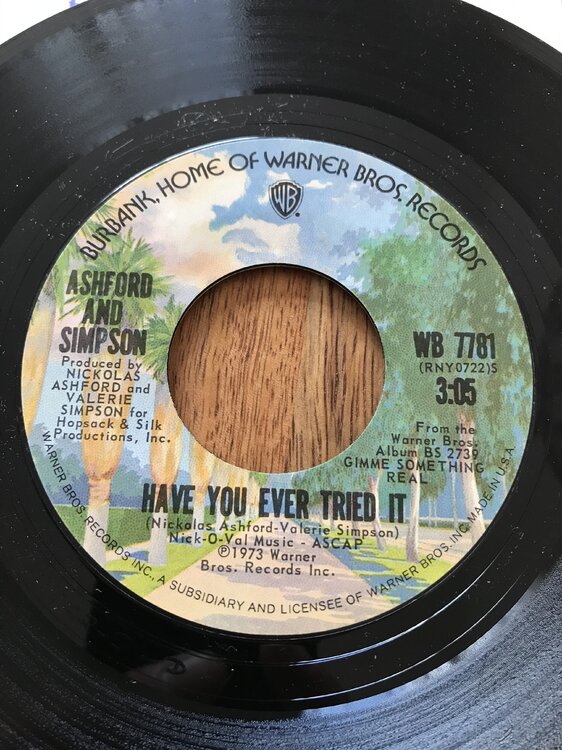 BURBANK, HOME OF WARNER BROS. RECORDS
WB
ASHFORD
AND
SIMPSON
Produced by
NICKOLAS
ASHFORD and
VALERIE
SIMPSON for
Hopsack & Silk
Productions, Inc.
WB 7781
(RNY0722)S
3:05
From the
Warner Bros.
Album BS 2739
GIMME SOMETHING
REAL
HAVE YOU EVER TRIED IT
(Nickolas Ashford-Valerie Simpson)
Nick-O-Val Music - ASCAP
℗1973 Warner
Bros. Records Inc.
WARNER BROS. RECORDS INC., A SUBSIDIARY AND LICENSEE OF WARNER BROS. INC. MADE IN U.S.A.